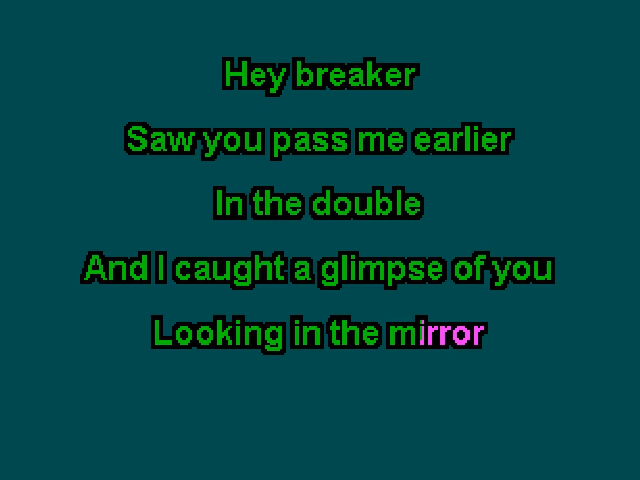 Hey breaker
Saw you pass me earlier
In the double
And I caught a glimpse of you
Looking in the mirror